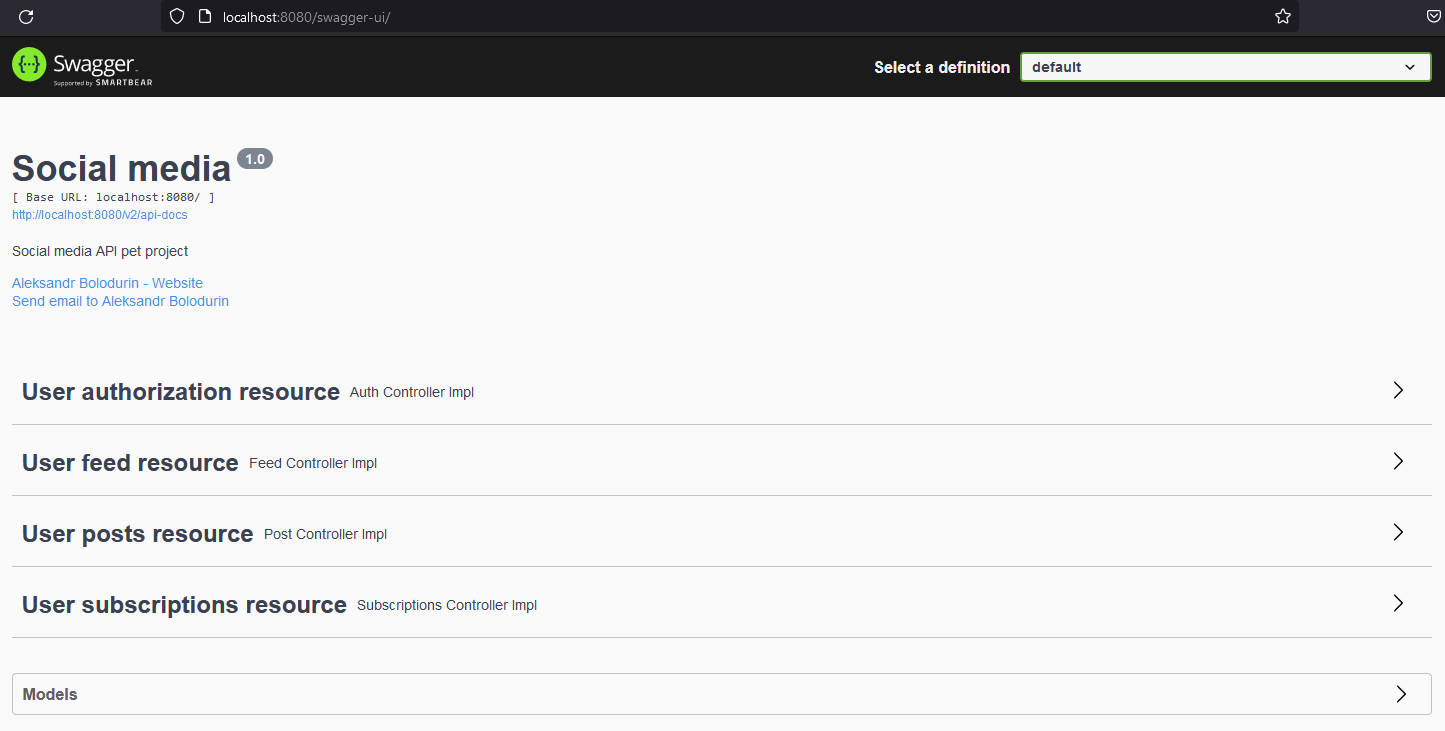 localhost:8080/swagger-ui/
{···} Swagger.
Supported by SMARTBEAR
Select a definition
default
Social media 1.0
[ Base URL: localhost:8080/ ]
http://localhost:8080/v2/api-docs
Social media API pet project
Aleksandr Bolodurin - Website
Send email to Aleksandr Bolodurin
User authorization resource Auth Controller Impl
User feed resource Feed Controller Impl
User posts resource Post Controller Impl
User subscriptions resource Subscriptions Controller Impl
Models